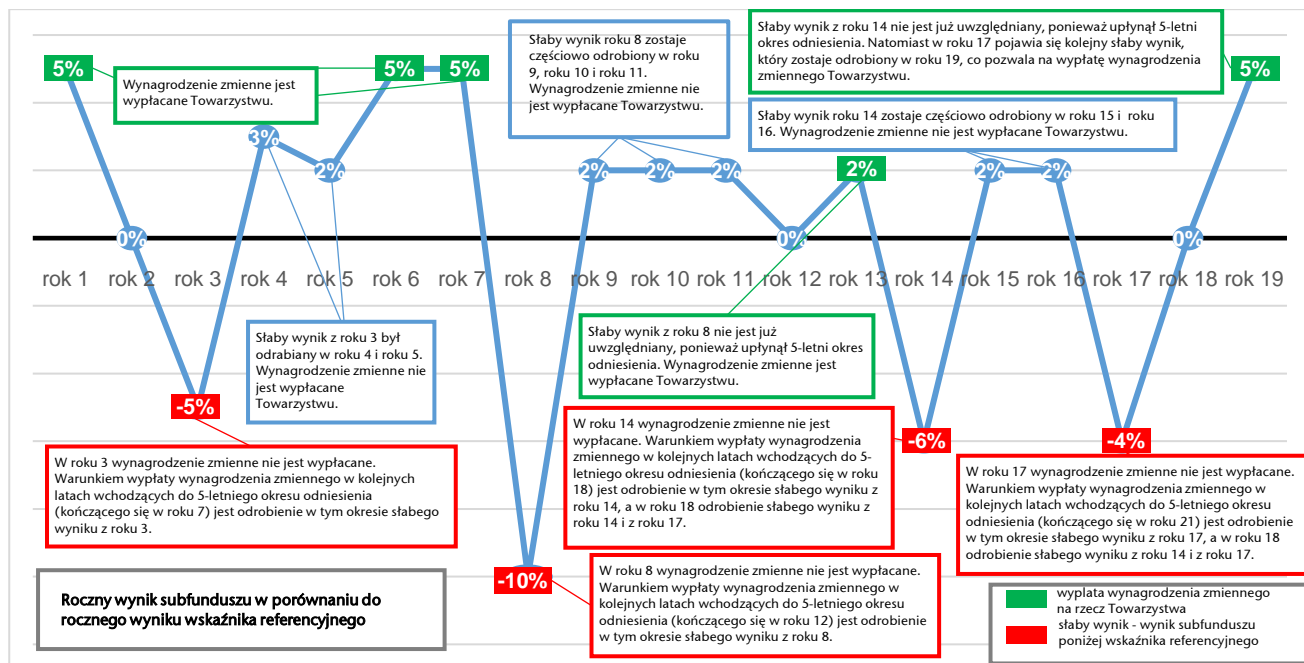 5%
Wynagrodzenie zmienne jest
wypłacane Towarzystwu.
5%
5%
Słaby wynik roku 8 zostaje
częściowo odrobiony w roku
9, roku 10 i roku 11.
Wynagrodzenie zmienne nie
jest wypłacane Towarzystwu.
Słaby wynik z roku 14 nie jest już
uwzględniany, ponieważ upłynął 5-letni
okres odniesienia. Natomiast w roku 17
pojawia się kolejny słaby wynik,
który zostaje odrobiony w roku 19, co pozwala na wypłatę wynagrodzenia
zmiennego Towarzystwu.
5%
Słaby wynik roku 14 zostaje częściowo odrobiony w roku 15 i roku
16. Wynagrodzenie zmienne nie jest wypłacane Towarzystwu.
3%
2%
2%
2%
2%
2%
2%
2%
0%
0%
0%
rok 1 rok 2 rok 3 rok 4 rok 5 rok 6 rok 7 rok 8 rok 9 rok 10 rok 11 rok 12 rok 13 rok 14 rok 15 rok 16 rok 17 rok 18 rok 19
Słaby wynik z roku 3 był
odrabiany w roku 4 i roku 5.
Wynagrodzenie zmienne nie
jest wypłacane
Towarzystwu.
Słaby wynik z roku 8 nie jest już
uwzględniany, ponieważ upłynął 5-letni okres
odniesienia. Wynagrodzenie zmienne jest
wypłacane Towarzystwu.
-5%
W roku 3 wynagrodzenie zmienne nie jest wypłacane.
Warunkiem wypłaty wynagrodzenia zmiennego w kolejnych
latach wchodzących do 5-letniego okresu odniesienia
(kończącego się w roku 7) jest odrobienie w tym okresie słabego
wyniku z roku 3.
W roku 14 wynagrodzenie zmienne nie jest
wypłacane. Warunkiem wypłaty wynagrodzenia
zmiennego w kolejnych latach wchodzących do 5-
letniego okresu odniesienia (kończącego się w roku
18) jest odrobienie w tym okresie słabego wyniku z
roku 14, a w roku 18 odrobienie słabego wyniku z
roku 14 i z roku 17.
-6%
-4%
W roku 17 wynagrodzenie zmienne nie jest wypłacane.
Warunkiem wypłaty wynagrodzenia zmiennego w
kolejnych latach wchodzących do 5-letniego okresu
odniesienia (kończącego się w roku 21) jest odrobienie
w tym okresie słabego wyniku z roku 17, a w roku 18
odrobienie słabego wyniku z roku 14 i z roku 17.
-10%
W roku 8 wynagrodzenie zmienne nie jest wypłacane.
Warunkiem wypłaty wynagrodzenia zmiennego w
kolejnych latach wchodzących do 5-letniego okresu
odniesienia (kończącego się w roku 12) jest odrobienie
w tym okresie słabego wyniku z roku 8.
Roczny wynik subfunduszu w porównaniu do
rocznego wyniku wskaźnika referencyjnego
wyplata wynagrodzenia zmiennego
na rzecz Towarzystwa
słaby wynik - wynik subfunduszu
poniżej wskaźnika referencyjnego